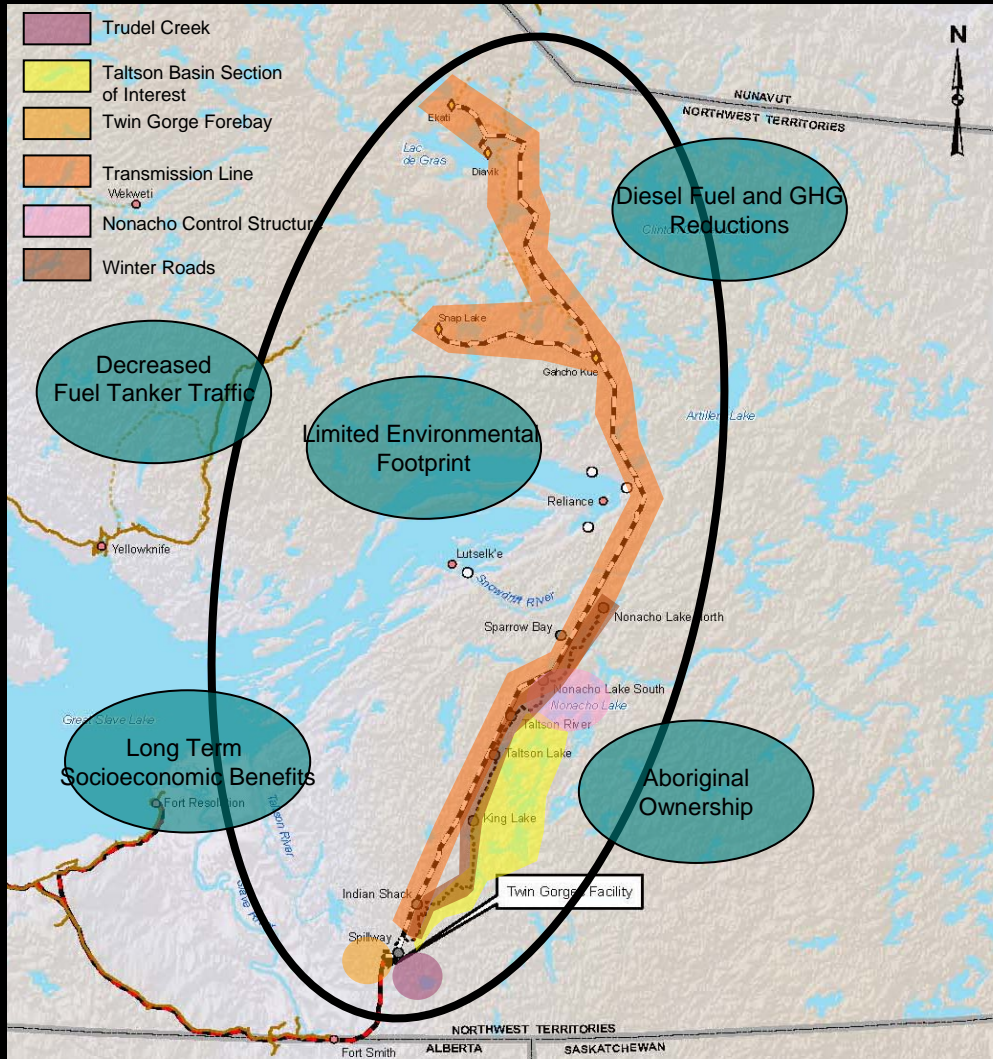 Trudel Creek
Taltson Basin Section
of Interest
Twin Gorge Forebay
Transmission Line
Nonacho Control Structure
Winter Roads
N
NUNAVUT
NORTHWEST TERRITORIES
Ekati
Lac
de Gras
Diavik
Wekweti
Diesel Fuel and GHG
Reductions
Snap Lake
Gahcho Kue
Decreased
Fuel Tanker Traffic
Limited Environmental
Footprint
Artillery Lake
Reliance
Yellowknife
Lutselk'e
Snowdrift River
Nonacho Lake North
Sparrow Bay
Nonacho Lake South
Nonacho Lake
Taltson River
Taltson Lake
Great Slave Lake
Long Term
Socioeconomic Benefits
Fort Resolution
Taltson River
Aboriginal
Ownership
King Lake
Indian Shack
Twin Gorges Facility
Spillway
NORTHWEST TERRITORIES
Fort Smith
ALBERTA
SASKATCHEWAN